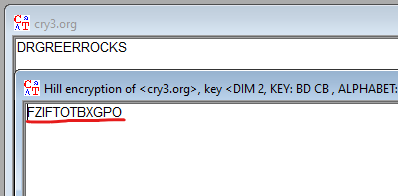 cry3.org
DRGREERROCKS
Hill encryption of <cry3.org>, key <DIM 2, KEY: BD CB , ALPHABET:
FZIFTOTBXGPO